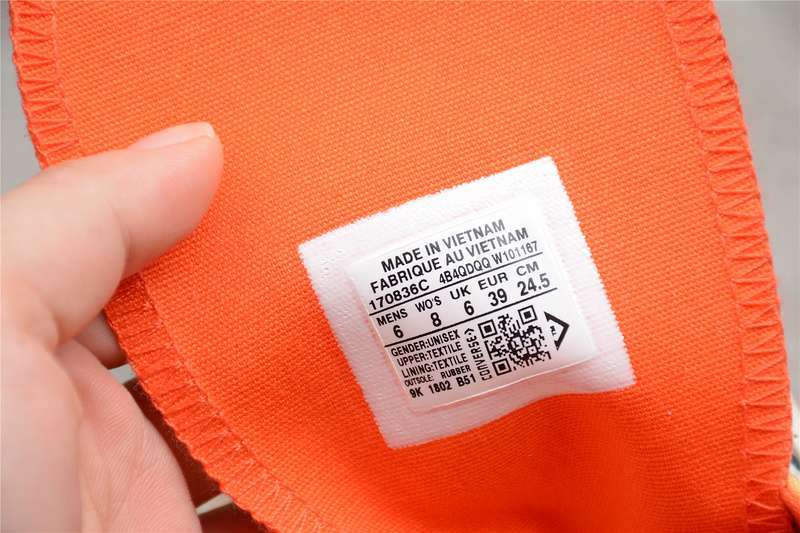 MADE IN VIETNAM
FABRIQUE AU VIETNAM
170836C 4B4QDQQ W101167
MENS WO'S UK EUR CM
6 8 6 39 24.5
GENDER:UNISEX
UPPER:TEXTILE
LINING:TEXTILE
OUTSOLE: RUBBER
9K 1802 B51
CONVERSE